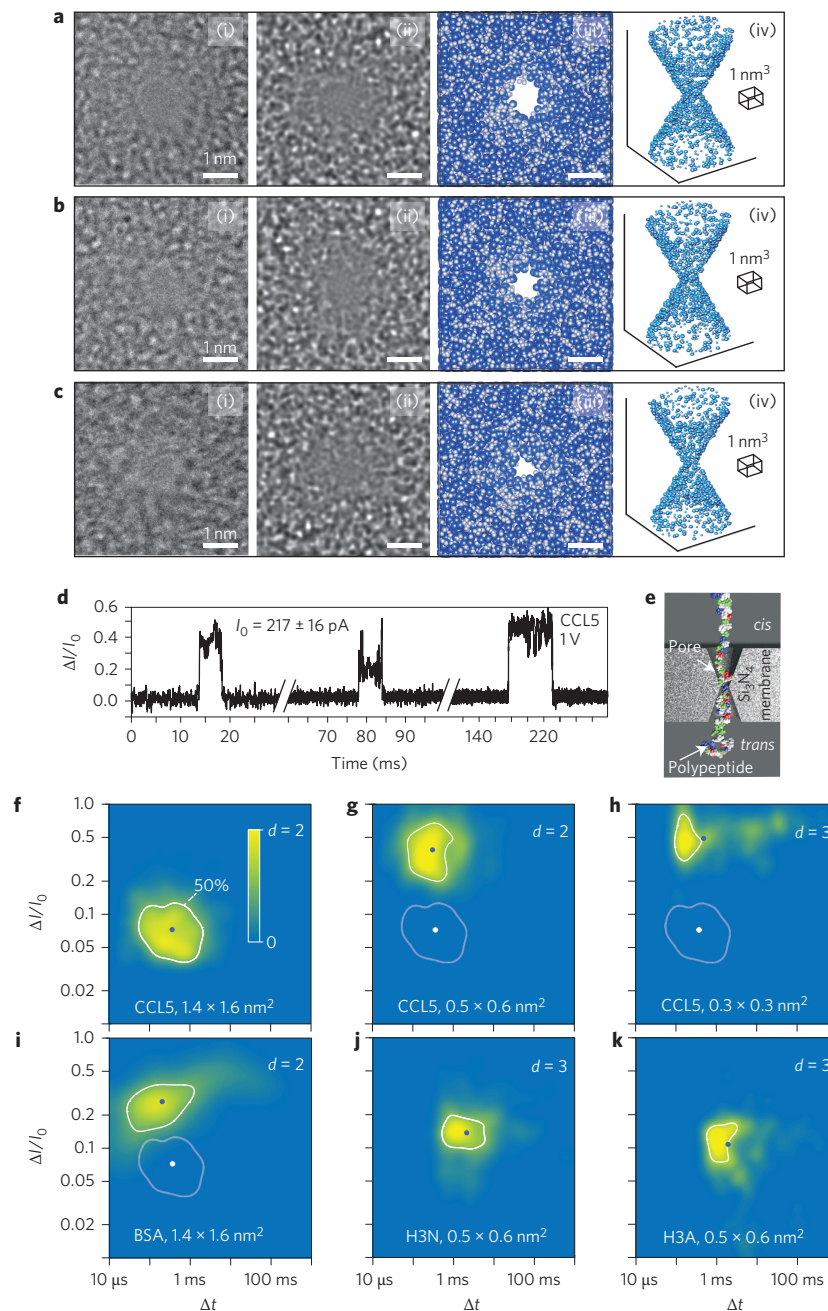 a
(i)
(ii)
(iii)
(iv)
1 nm³
1 nm
b
(i)
(ii)
(iii)
(iv)
1 nm³
1 nm
c
(i)
(ii)
(iii)
(iv)
1 nm³
1 nm
d
0.6
0.4
0.2
0.0
ΔI/I₀
I₀ = 217 ± 16 pA
CCL5
1 V
0 10 20 70 80 90 140 220
Time (ms)
e
cis
Pore
Si₃N₄
membrane
trans
Polypeptide
f
1.0
0.5
0.2
0.1
0.05
0.02
ΔI/I₀
d = 2
0
50%
CCL5, 1.4 × 1.6 nm²
g
d = 2
CCL5, 0.5 × 0.6 nm²
h
d = 3
CCL5, 0.3 × 0.3 nm²
i
1.0
0.5
0.2
0.1
0.05
0.02
ΔI/I₀
d = 2
BSA, 1.4 × 1.6 nm²
10 µs 1 ms 100 ms
j
d = 3
H3N, 0.5 × 0.6 nm²
1 ms 100 ms
Δt
k
d = 3
H3A, 0.5 × 0.6 nm²
1 ms 100 ms
Δt
Δt